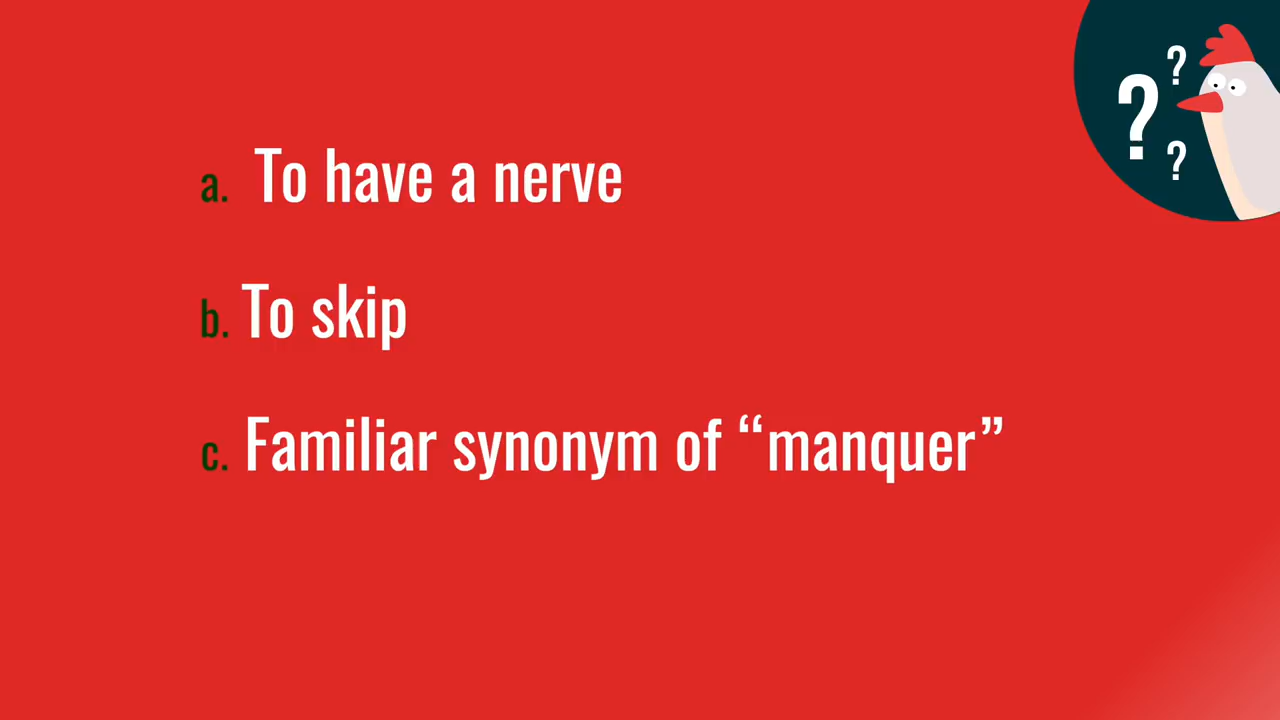 a. To have a nerve
b. To skip
c. Familiar synonym of “manquer”
? ? ?